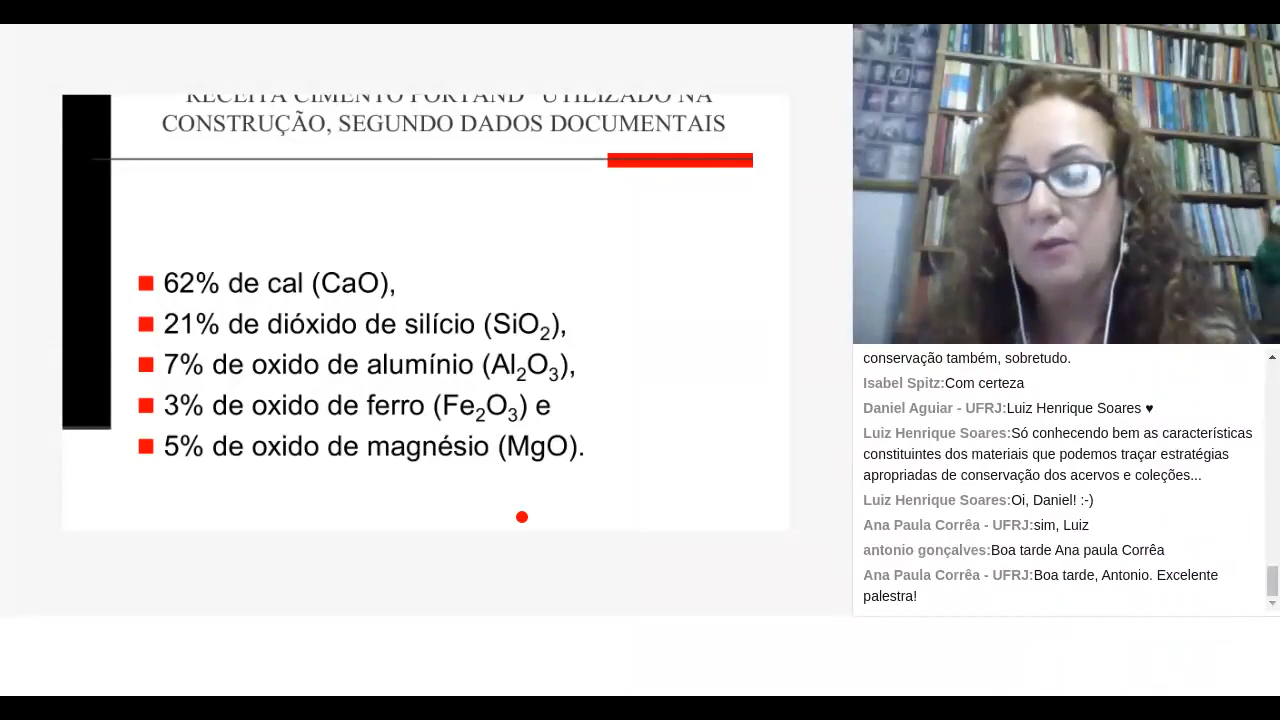 RECEITA CIMENTO PORTAND UTILIZADO NA
CONSTRUÇÃO, SEGUNDO DADOS DOCUMENTAIS
62% de cal (CaO),
21% de dióxido de silício (SiO₂),
7% de oxido de alumínio (Al₂O₃),
3% de oxido de ferro (Fe₂O₃) e
5% de oxido de magnésio (MgO).
conservação também, sobretudo.
Isabel Spitz:Com certeza
Daniel Aguiar - UFRJ:Luiz Henrique Soares ♥
Luiz Henrique Soares:Só conhecendo bem as características
constituintes dos materiais que podemos traçar estratégias
apropriadas de conservação dos acervos e coleções...
Luiz Henrique Soares:Oi, Daniel! :-)
Ana Paula Corrêa - UFRJ:sim, Luiz
antonio gonçalves:Boa tarde Ana paula Corrêa
Ana Paula Corrêa - UFRJ:Boa tarde, Antonio. Excelente
palestra!